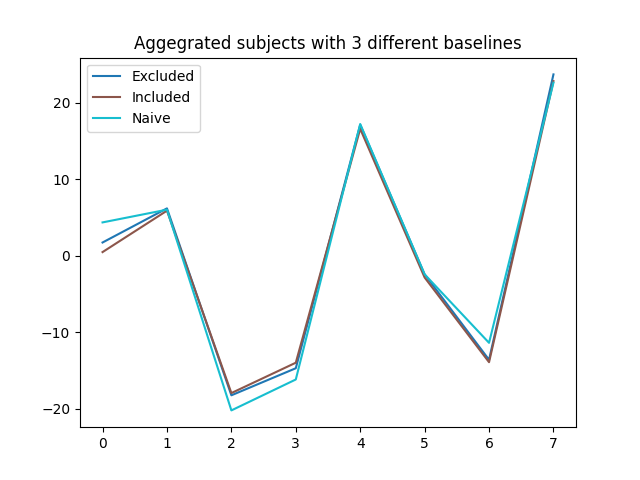 Aggegrated subjects with 3 different baselines
Excluded
Included
Naive
20
10
0
−10
−20
0 1 2 3 4 5 6 7